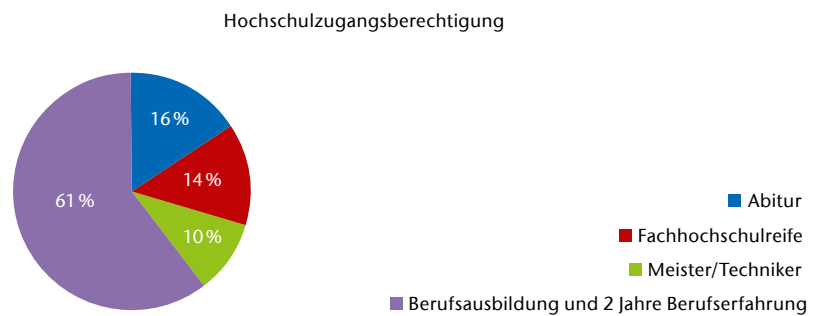 Hochschulzugangsberechtigung
16 %
14 %
61 %
10 %
Abitur
Fachhochschulreife
Meister/Techniker
Berufsausbildung und 2 Jahre Berufserfahrung